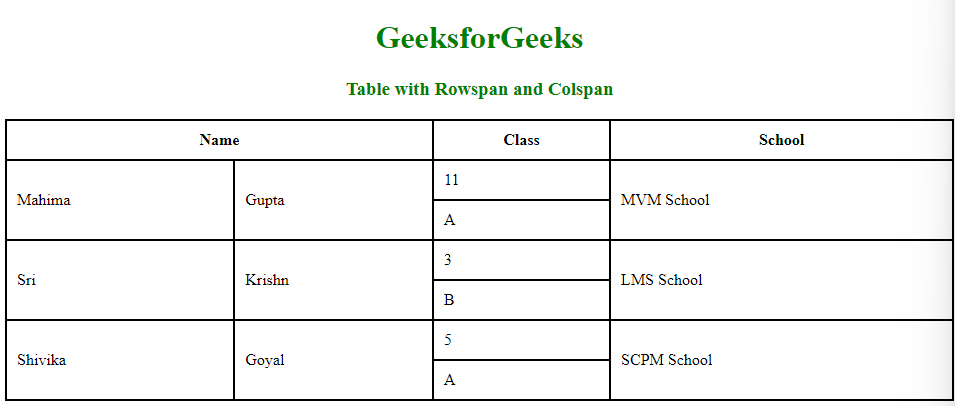 GeeksforGeeks
Table with Rowspan and Colspan
Name Class School
Mahima Gupta 11 MVM School
A
Sri Krishn 3 LMS School
B
Shivika Goyal 5 SCPM School
A